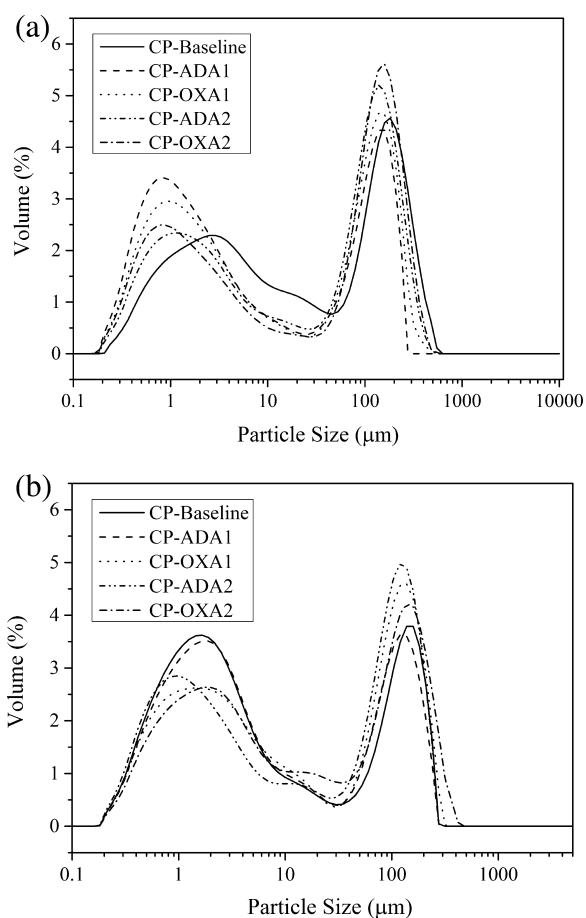 (a)
6
5
4
3
2
1
0
Volume (%)
CP-Baseline
CP-ADA1
CP-OXA1
CP-ADA2
CP-OXA2
0.1 1 10 100 1000 10000
Particle Size (μm)
(b)
6
5
4
3
2
1
0
Volume (%)
CP-Baseline
CP-ADA1
CP-OXA1
CP-ADA2
CP-OXA2
0.1 1 10 100 1000
Particle Size (μm)